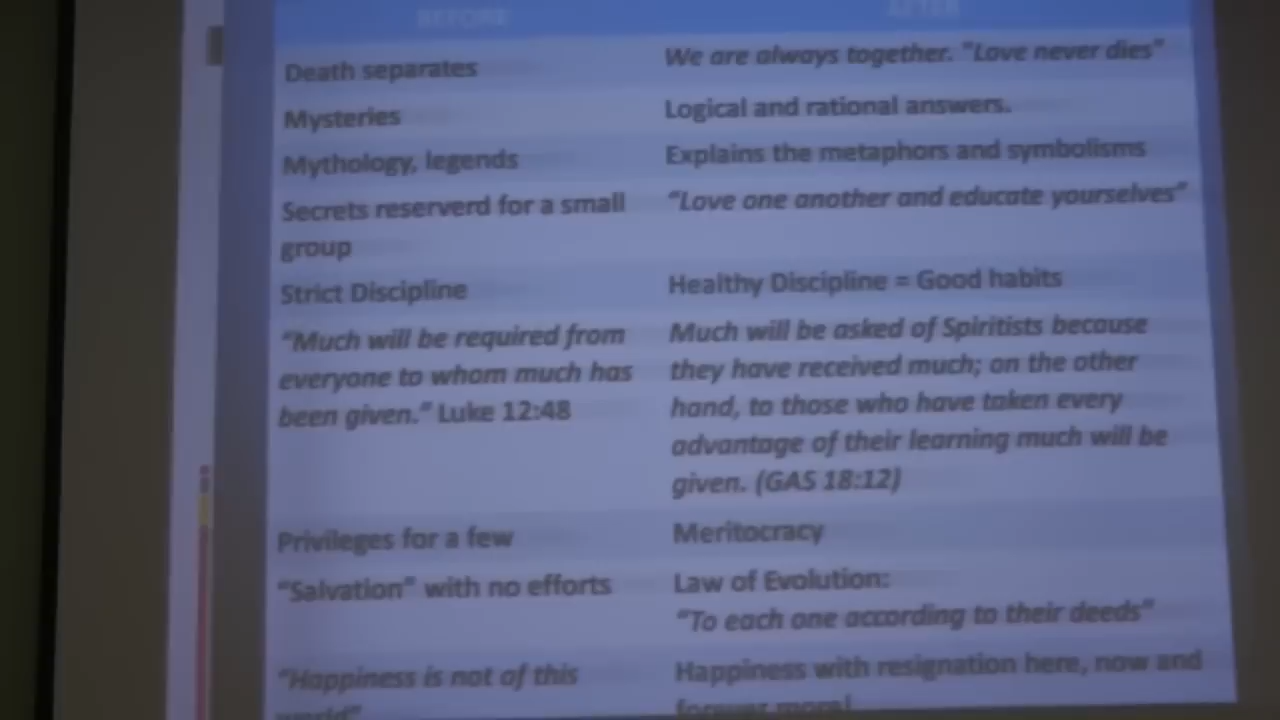 BEFORE AFTER
Death separates We are always together. "Love never dies"
Mysteries Logical and rational answers.
Mythology, legends Explains the metaphors and symbolisms
Secrets reserverd for a small "Love one another and educate yourselves"
group
Strict Discipline Healthy Discipline = Good habits
"Much will be required from Much will be asked of Spiritists because
everyone to whom much has they have received much; on the other
been given." Luke 12:48 hand, to those who have taken every
advantage of their learning much will be
given. (GAS 18:12)
Privileges for a few Meritocracy
"Salvation" with no efforts Law of Evolution:
"To each one according to their deeds"
"Happiness is not of this Happiness with resignation here, now and
world" forever more!